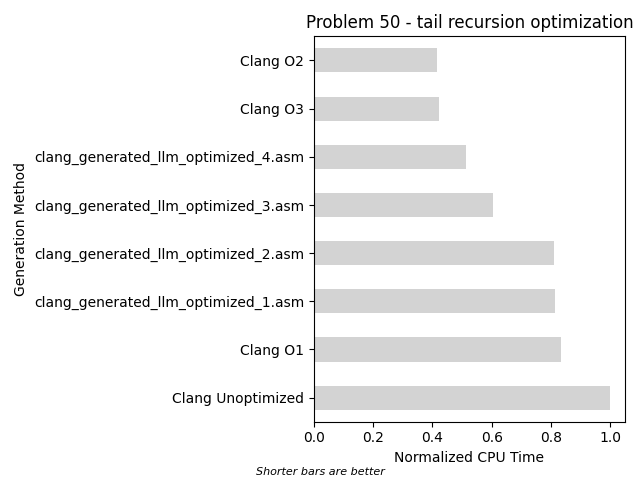 Problem 50 - tail recursion optimization
Generation Method
Clang O2
Clang O3
clang_generated_llm_optimized_4.asm
clang_generated_llm_optimized_3.asm
clang_generated_llm_optimized_2.asm
clang_generated_llm_optimized_1.asm
Clang O1
Clang Unoptimized
0.0 0.2 0.4 0.6 0.8 1.0
Normalized CPU Time
Shorter bars are better